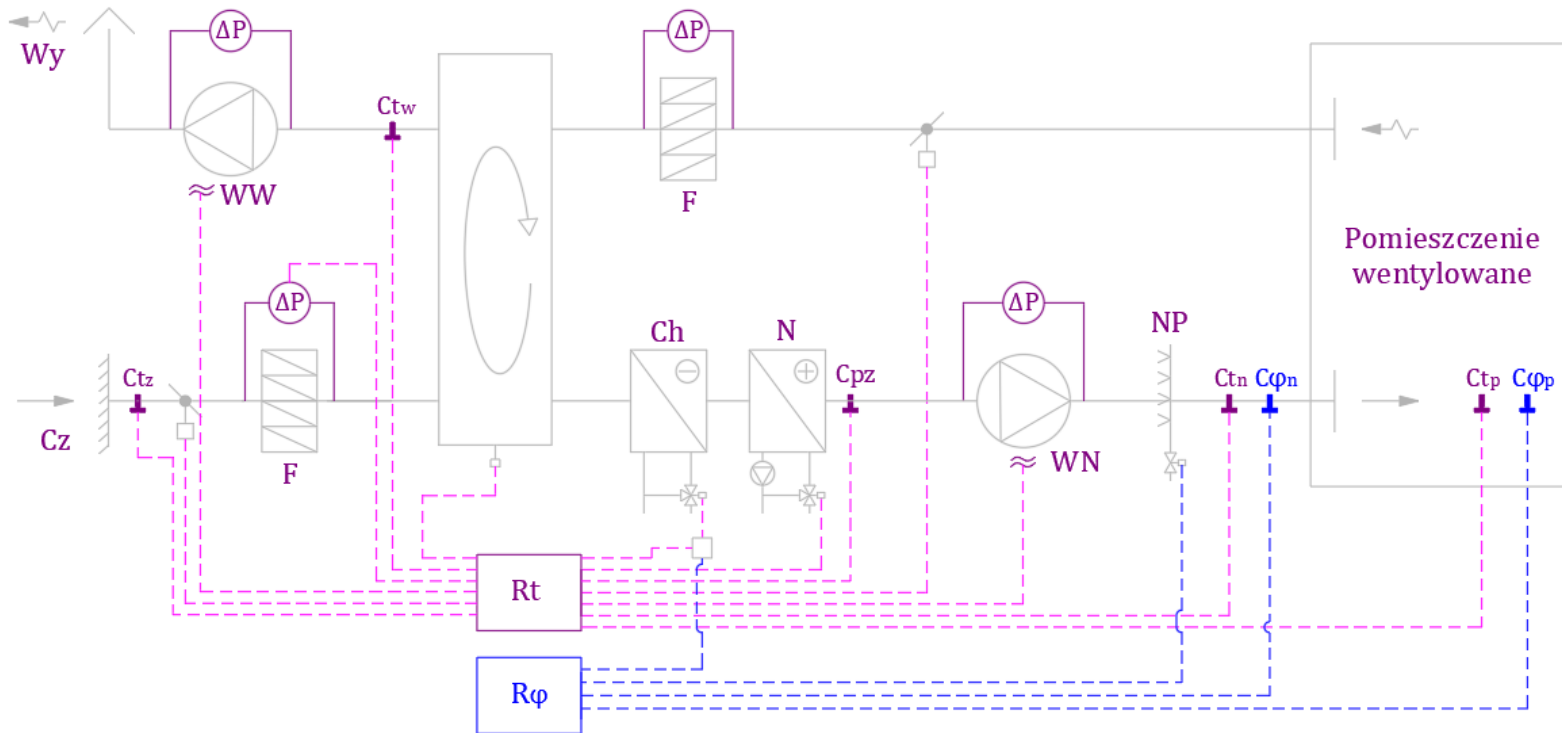 ΔP
ΔP
Wy
Ctw
WW
F
Pomieszczenie
wentylowane
ΔP
ΔP
Ch
N
NP
Ctz
Cpz
Ctn
Cφn
Ctp
Cφp
Cz
F
WN
Rt
Rφ